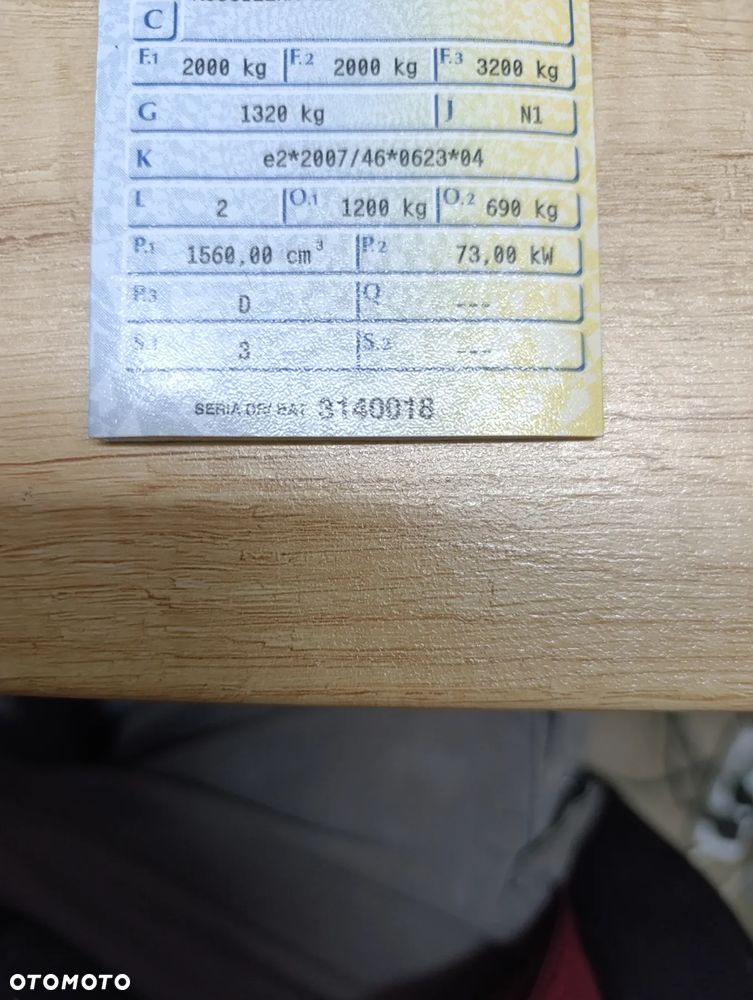 C
F.1 2000 kg F.2 2000 kg F.3 3200 kg
G 1320 kg J N1
K e2*2007/46*0623*04
L 2 O.1 1200 kg O.2 690 kg
P.1 1560,00 cm³ P.2 73,00 kW
P.3 D Q ---
S.1 3 S.2 ---
SERIA 3140018
OTOMOTO